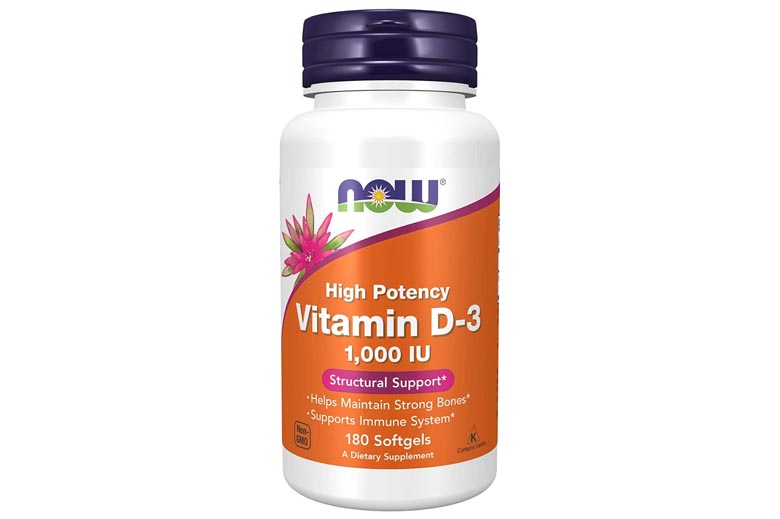 NOW®
High Potency
Vitamin D-3
1,000 IU
Structural Support*
•Helps Maintain Strong Bones*
•Supports Immune System*
180 Softgels
A Dietary Supplement
Non-
GMO
K